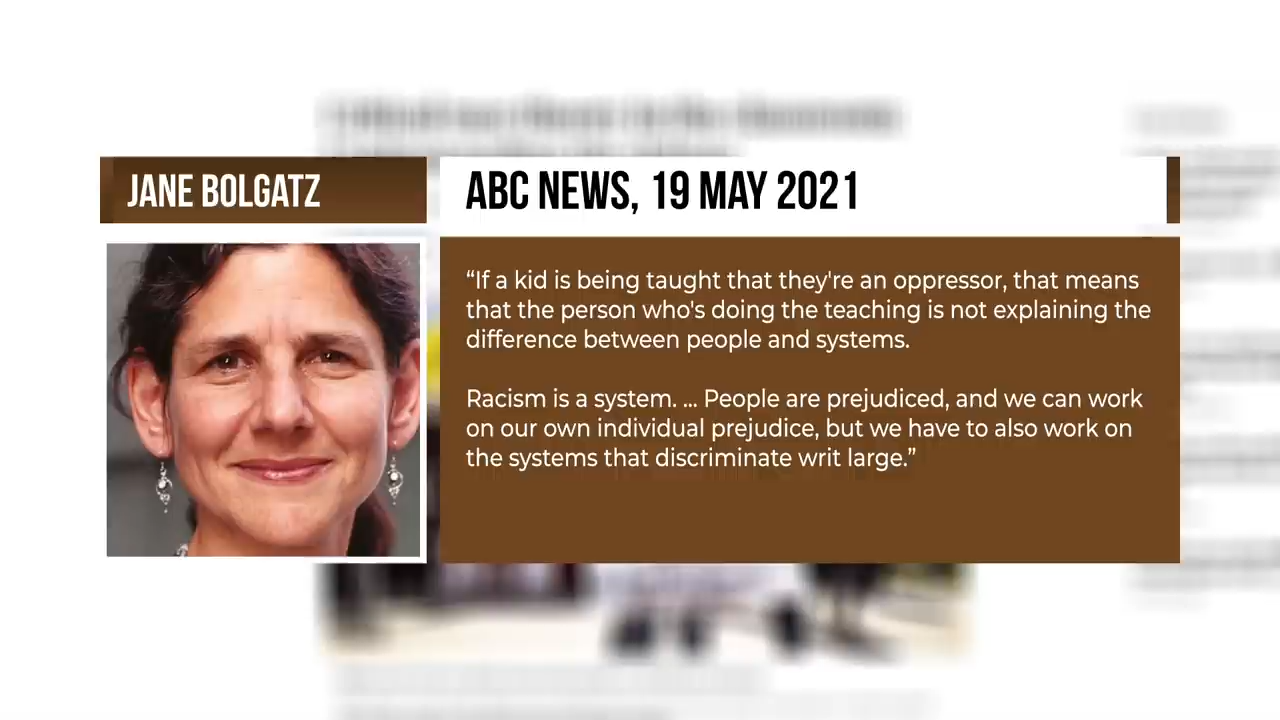 JANE BOLGATZ
ABC NEWS, 19 MAY 2021
“If a kid is being taught that they're an oppressor, that means
that the person who's doing the teaching is not explaining the
difference between people and systems.
Racism is a system. ... People are prejudiced, and we can work
on our own individual prejudice, but we have to also work on
the systems that discriminate writ large.”